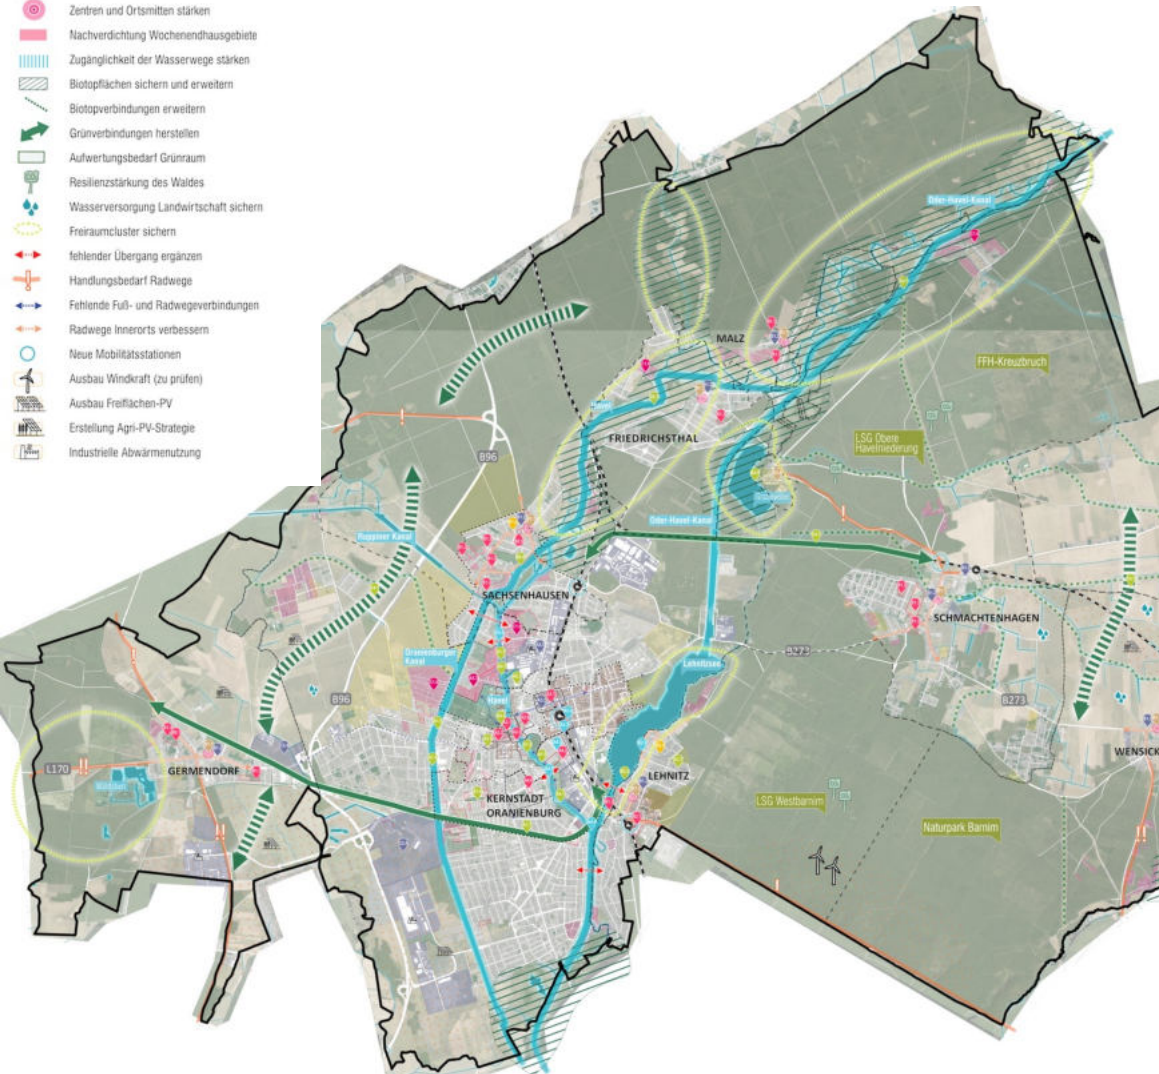 Zentren und Ortsmitten stärken
Nachverdichtung Wochenendhausgebiete
Zugänglichkeit der Wasserwege stärken
Biotopflächen sichern und erweitern
Biotopverbindungen erweitern
Grünverbindungen herstellen
Aufwertungsbedarf Grünraum
Resilienzstärkung des Waldes
Wasserversorgung Landwirtschaft sichern
Freiraumcluster sichern
fehlender Übergang ergänzen
Handlungsbedarf Radwege
Fehlende Fuß- und Radwegeverbindungen
Radwege Innerorts verbessern
Neue Mobilitätsstationen
Ausbau Windkraft (zu prüfen)
Ausbau Freiflächen-PV
Erstellung Agri-PV-Strategie
Industrielle Abwärmenutzung
Oder-Havel-Kanal
MALZ
FFH-Kreuzbruch
Havel
FRIEDRICHSTHAL
LSG Obere
Havelniederung
B96
Oder-Havel-Kanal
Ruppiner Kanal
SACHSENHAUSEN
SCHMACHTENHAGEN
Oranienburger
Kanal
B273
Lehnitzsee
B96
Havel
B273
WENSICK
L170
GERMENDORF
LEHNITZ
KERNSTADT
ORANIENBURG
LSG Westbarnim
Naturpark Barnim